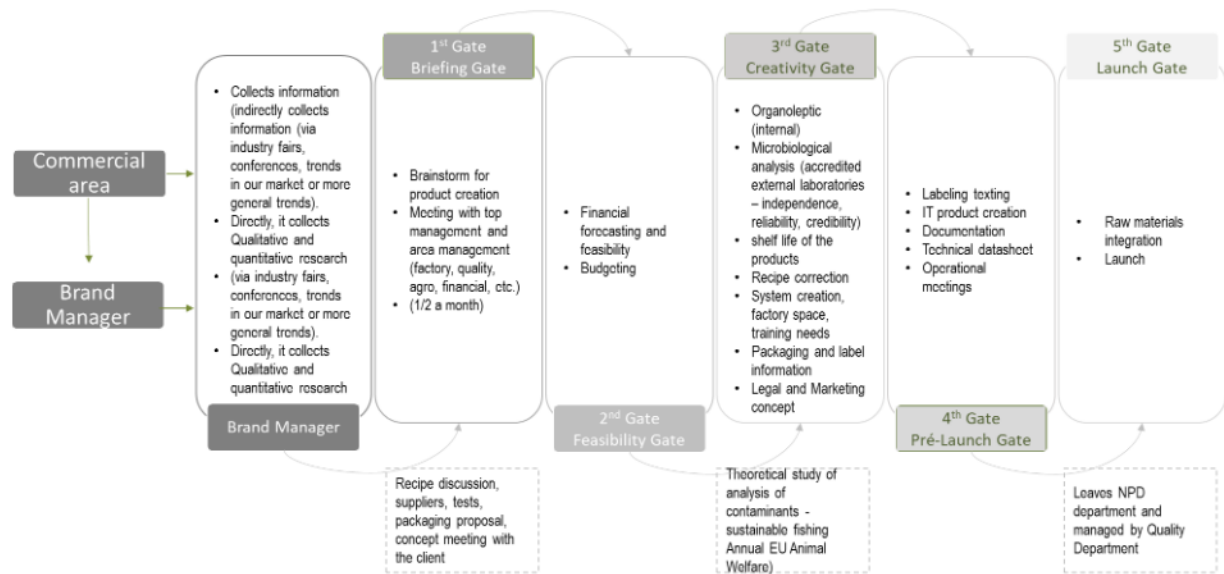 Commercial
area
Brand
Manager
• Collects information
(indirectly collects
information (via
industry fairs,
conferences, trends
in our market or more
general trends).
• Directly, it collects
Qualitative and
quantitative research
• (via industry fairs,
conferences, trends
in our market or more
general trends).
• Directly, it collects
Qualitative and
quantitative research
Brand Manager
1st Gate
Briefing Gate
• Brainstorm for
product creation
• Meeting with top
management and
area management
(factory, quality,
agro, financial, etc.)
• (1/2 a month)
Recipe discussion,
suppliers, tests,
packaging proposal,
concept meeting with
the client
• Financial
forecasting and
feasibility
• Budgeting
2nd Gate
Feasibility Gate
3rd Gate
Creativity Gate
• Organoleptic
(internal)
• Microbiological
analysis (accredited
external laboratories
– independence,
reliability, credibility)
• shelf life of the
products
• Recipe correction
• System creation,
factory space,
training needs
• Packaging and label
information
• Legal and Marketing
concept
Theoretical study of
analysis of
contaminants -
sustainable fishing
Annual EU Animal
Welfare)
• Labeling texting
• IT product creation
• Documentation
• Technical datasheet
• Operational
meetings
4th Gate
Pré-Launch Gate
5th Gate
Launch Gate
• Raw materials
integration
• Launch
Leaves NPD
department and
managed by Quality
Department